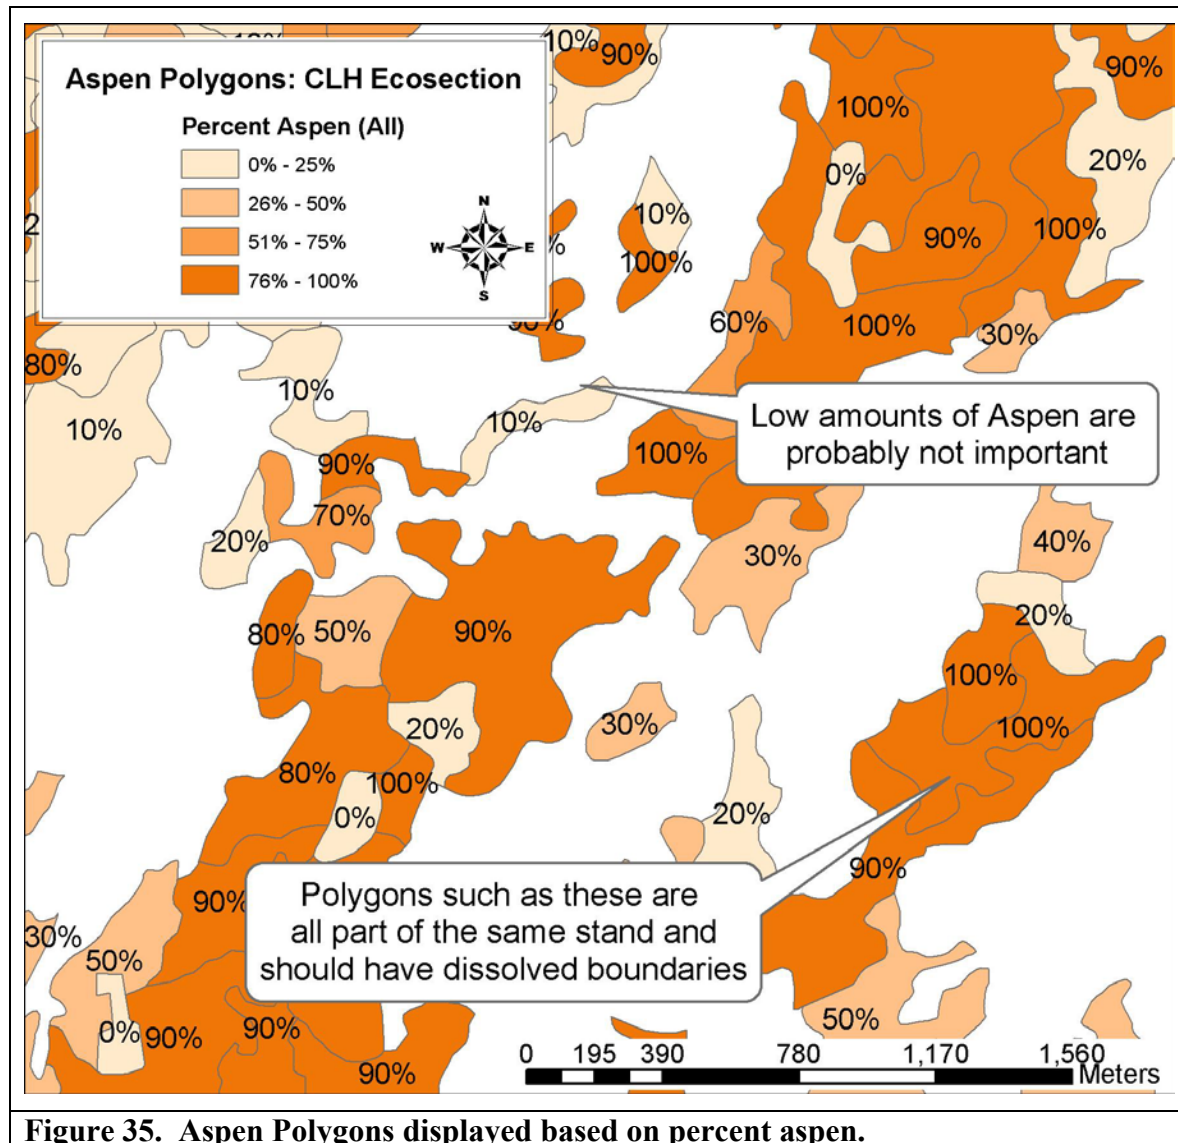 10%
10%
90%
90%
Aspen Polygons: CLH Ecosection
100%
Percent Aspen (All)
0% - 25%
20%
0%
26% - 50%
N
10%
2
51% - 75%
W
E
%
90%
100%
100%
76% - 100%
S
90%
60%
100%
30%
80%
10%
Low amounts of Aspen are
probably not important
10%
10%
100%
90%
70%
20%
30%
40%
20%
80%
50%
90%
100%
20%
30%
100%
80%
100%
0%
20%
90%
Polygons such as these are
all part of the same stand and
should have dissolved boundaries
90%
30%
50%
0%
90%
90%
50%
90%
0 195 390 780 1,170 1,560
Meters
Figure 35. Aspen Polygons displayed based on percent aspen.